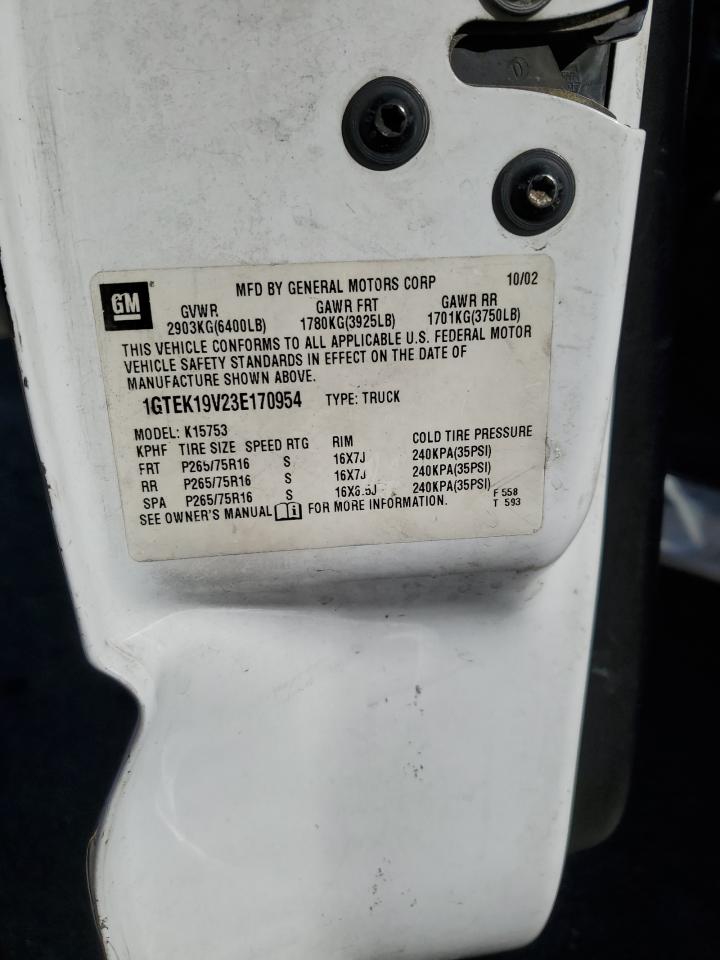 GM
MFD BY GENERAL MOTORS CORP 10/02
GVWR GAWR FRT GAWR RR
2903KG(6400LB) 1780KG(3925LB) 1701KG(3750LB)
THIS VEHICLE CONFORMS TO ALL APPLICABLE U.S. FEDERAL MOTOR
VEHICLE SAFETY STANDARDS IN EFFECT ON THE DATE OF
MANUFACTURE SHOWN ABOVE.
1GTEK19V23E170954 TYPE: TRUCK
MODEL: K15753
KPHF TIRE SIZE SPEED RTG RIM COLD TIRE PRESSURE
FRT P265/75R16 S 16X7J 240KPA(35PSI)
RR P265/75R16 S 16X7J 240KPA(35PSI)
SPA P265/75R16 S 16X6.5J 240KPA(35PSI)
SEE OWNER'S MANUAL FOR MORE INFORMATION.
F 558
T 593